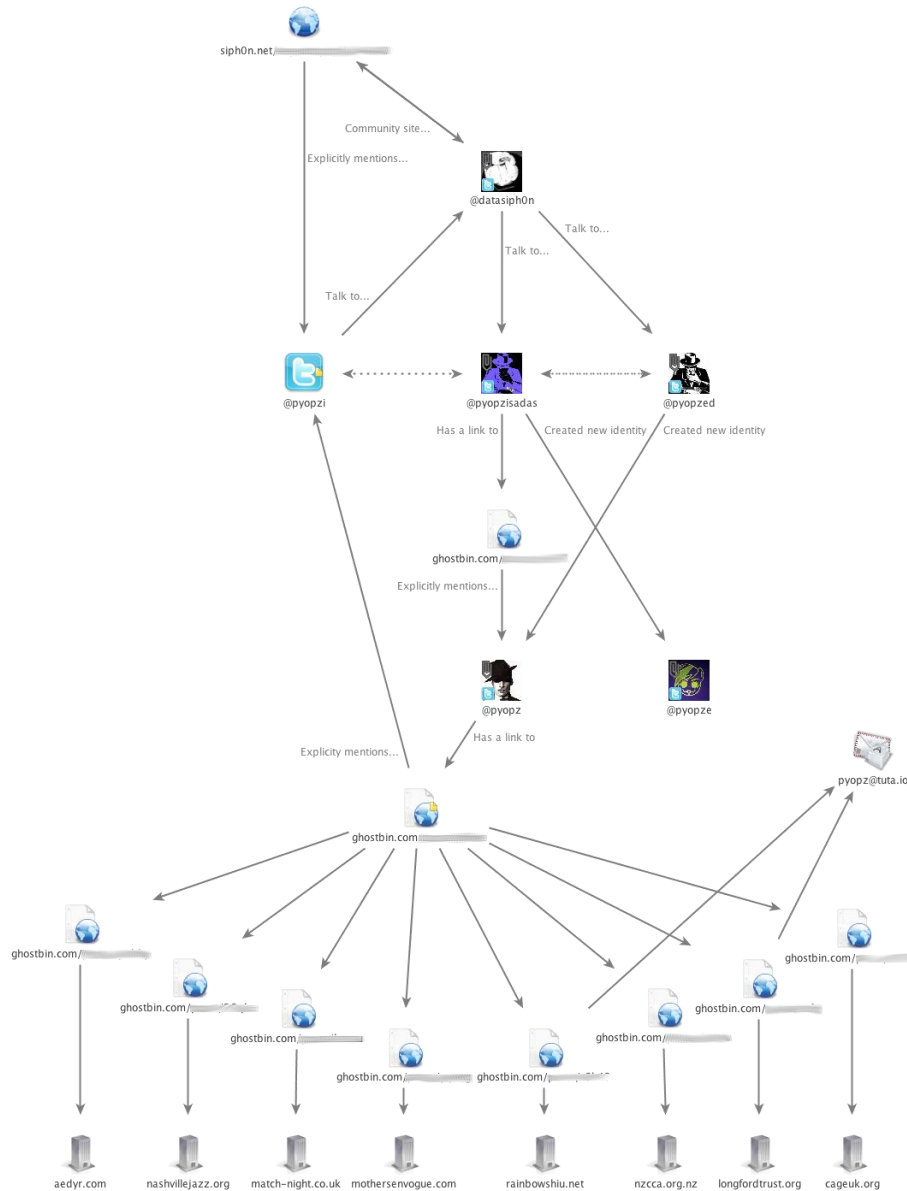 siph0n.net/
Community site...
Explicitly mentions...
@datasiph0n
Talk to...
Talk to...
Talk to...
@pyopzi
@pyopzisadas
@pyopzed
Has a link to
Created new identity
Created new identity
ghostbin.com/
Explicitly mentions...
@pyopz
@pyopze
Has a link to
Explicity mentions...
pyopz@tuta.io
ghostbin.com
ghostbin.com/
ghostbin.com/
ghostbin.com/
ghostbin.com/
ghostbin.com/
ghostbin.com/
ghostbin.com/
ghostbin.com/
aedyr.com
nashvillejazz.org
match-night.co.uk
mothersenvogue.com
rainbowshiu.net
nzcca.org.nz
longfordtrust.org
cageuk.org